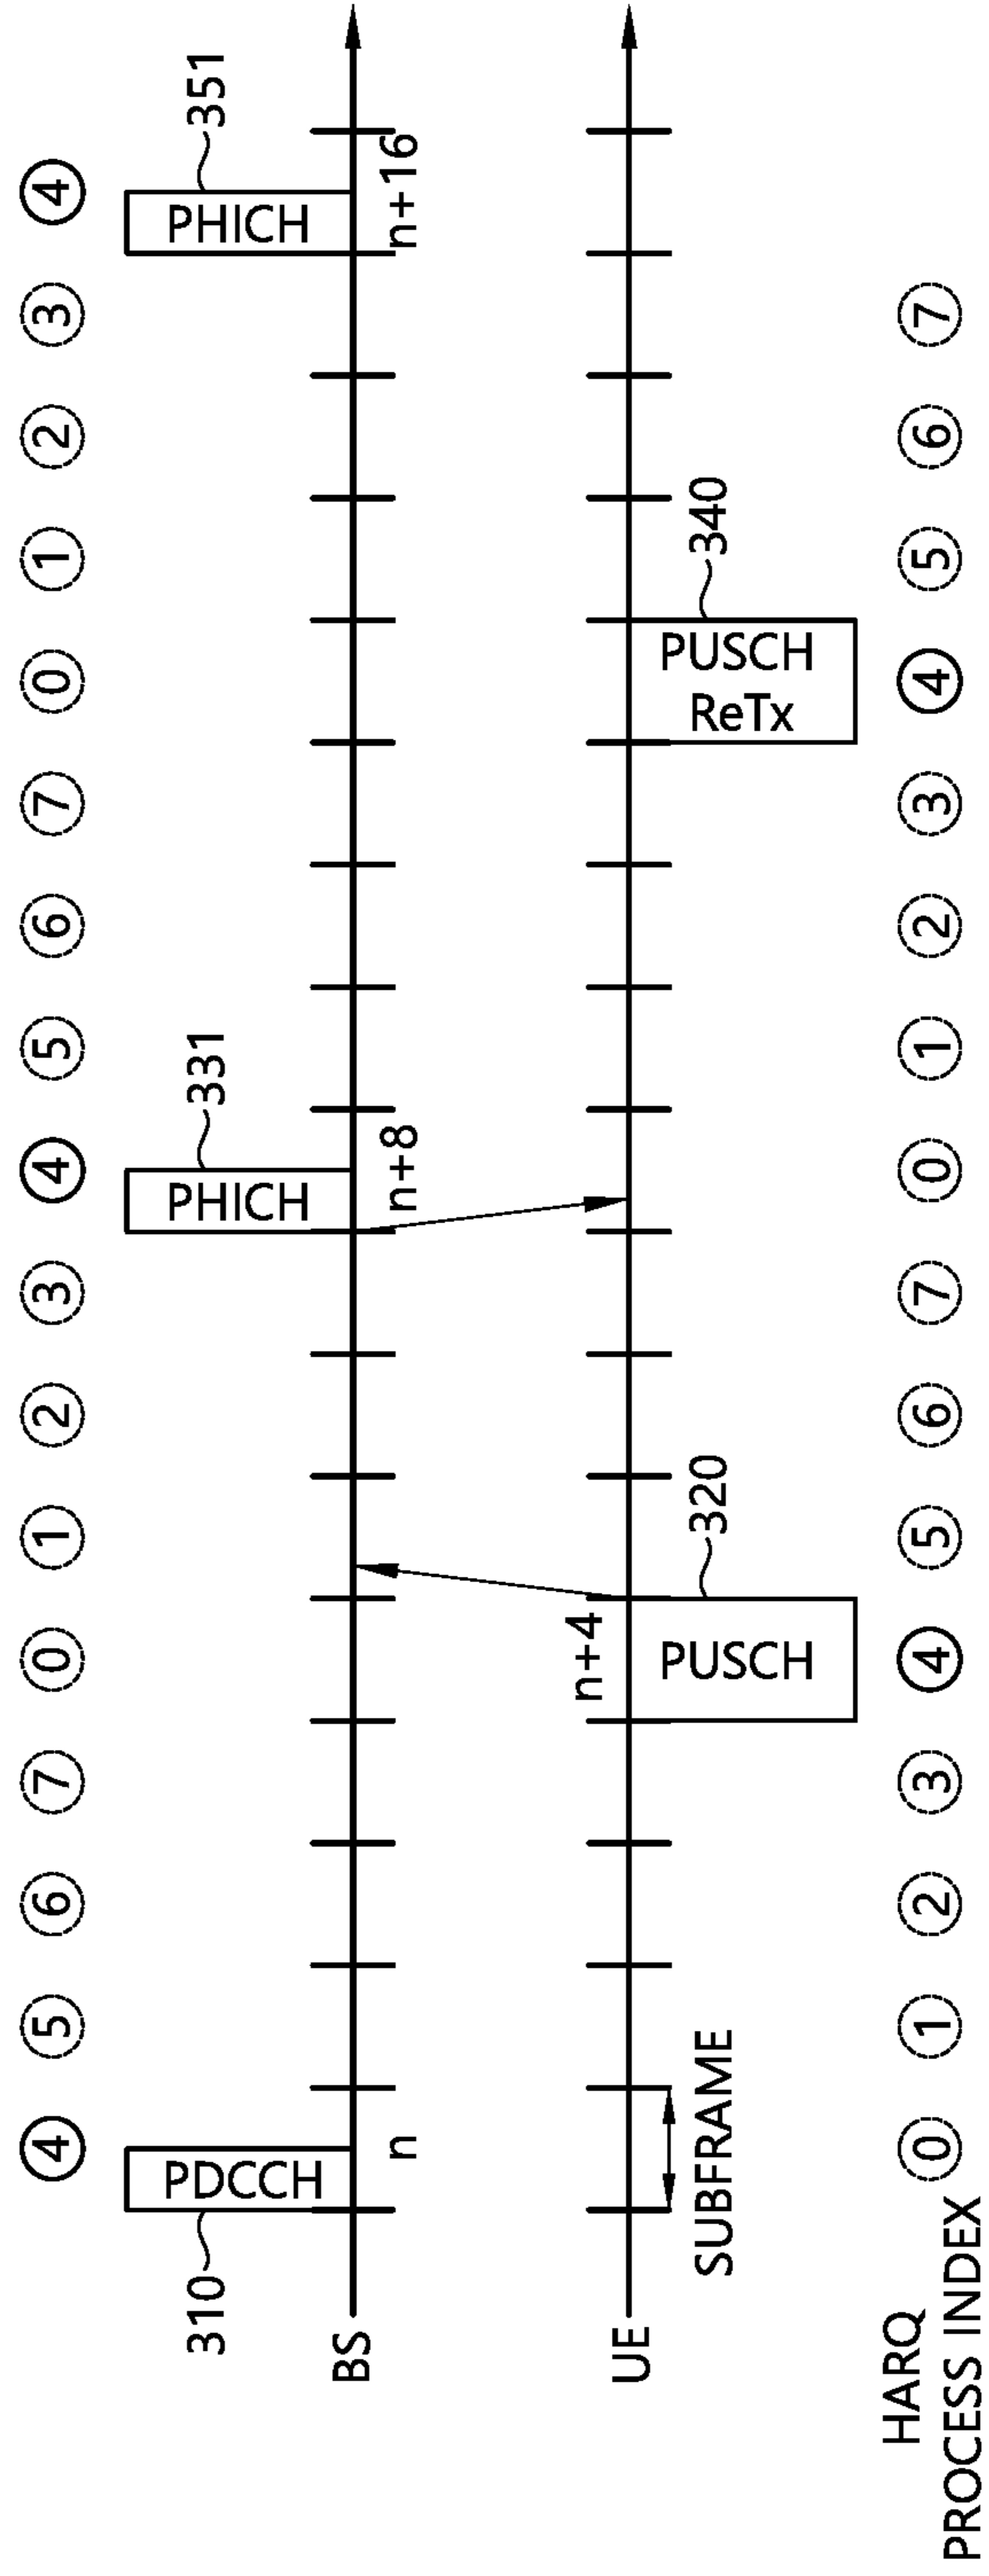 ④ ⑤ ⑥ ⑦ ⓪ ① ② ③ ④ ⑤ ⑥ ⑦ ⓪ ① ② ③ ④
310 PDCCH
PHICH 331
PHICH 351
BS
n
n+8
n+16
n+4
UE
PUSCH 320
PUSCH
ReTx
340
SUBFRAME
HARQ
PROCESS INDEX
⓪ ① ② ③ ④ ⑤ ⑥ ⑦ ⓪ ① ② ③ ④ ⑤ ⑥ ⑦